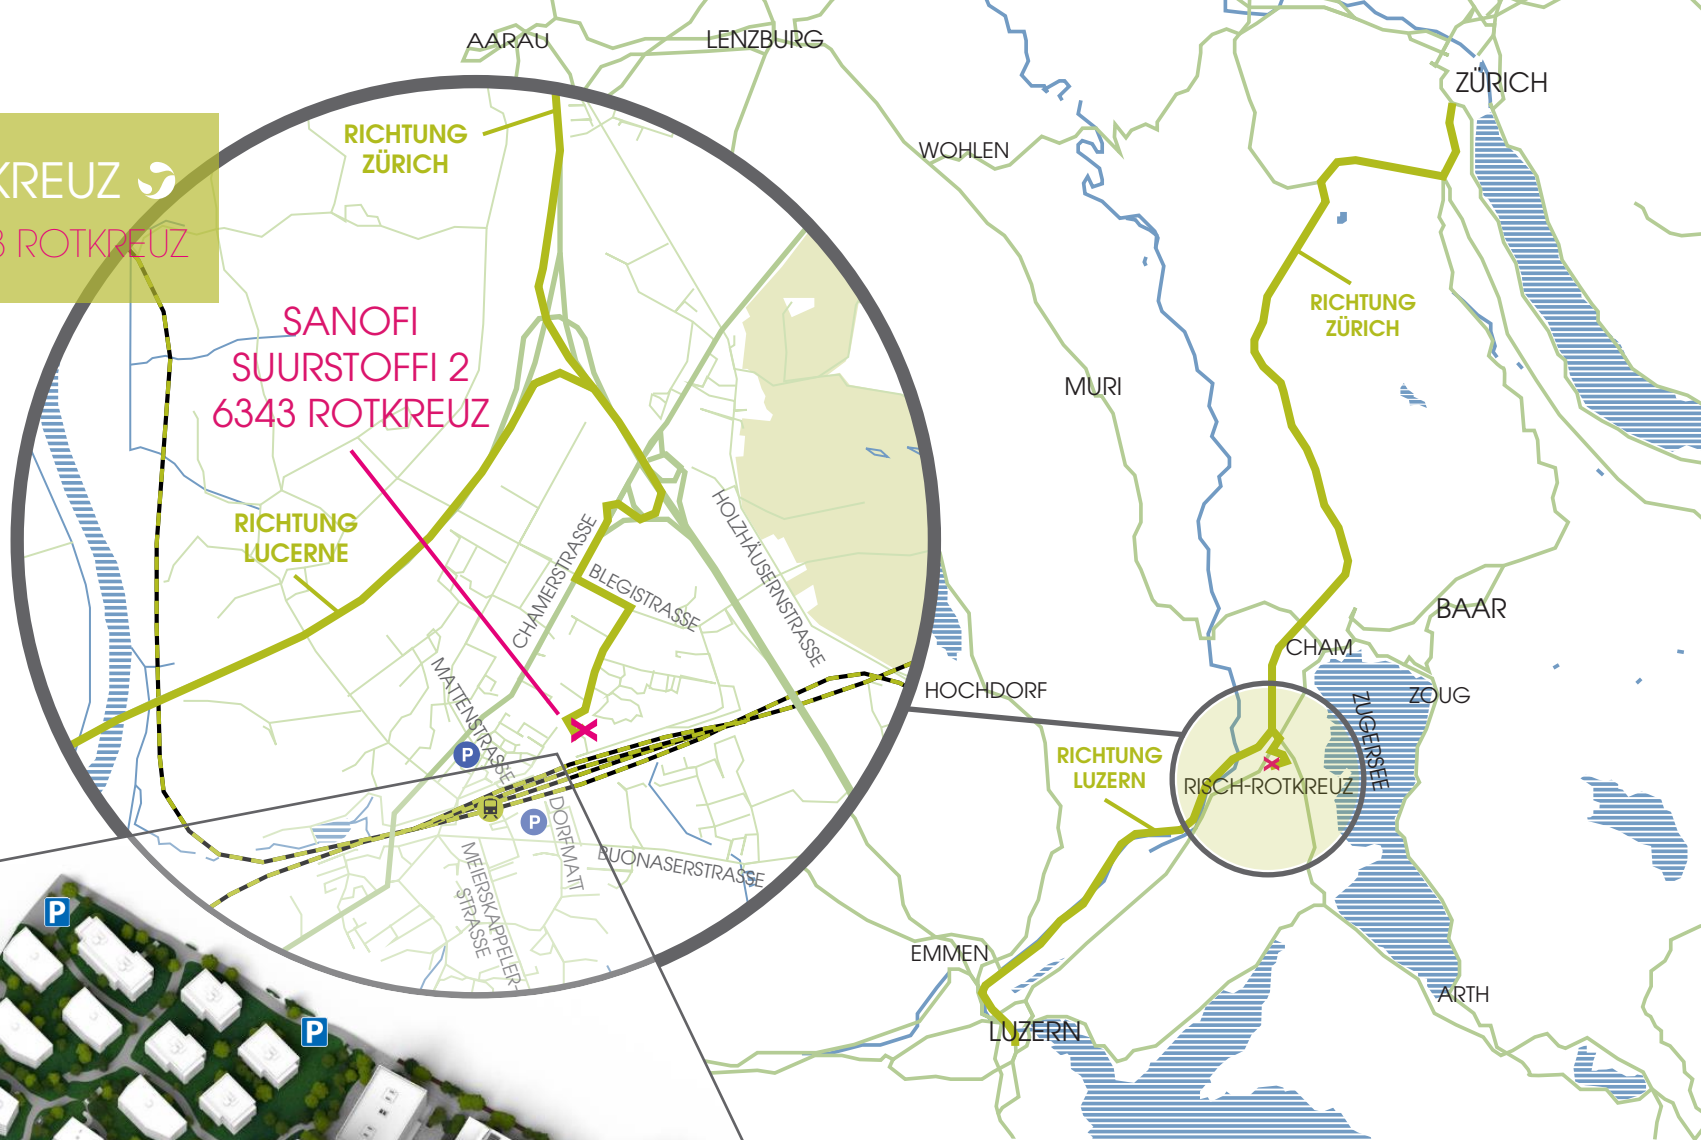 AARAU
LENZBURG
ZÜRICH
WOHLEN
RICHTUNG
ZÜRICH
KREUZ
3 ROTKREUZ
SANOFI
SUURSTOFFI 2
6343 ROTKREUZ
RICHTUNG
ZÜRICH
MURI
RICHTUNG
LUCERNE
CHAMERSTRASSE
BLEGISTRASSE
HOLZHÄUSERNSTRASSE
MATTENSTRASSE
P
P
DORFMATT
BUONASERSTRASSE
MEIERSKAPPELER-
STRASSE
BAAR
CHAM
ZOUG
ZUGERSEE
HOCHDORF
RICHTUNG
LUZERN
X
RISCH-ROTKREUZ
EMMEN
ARTH
LUZERN
P
P